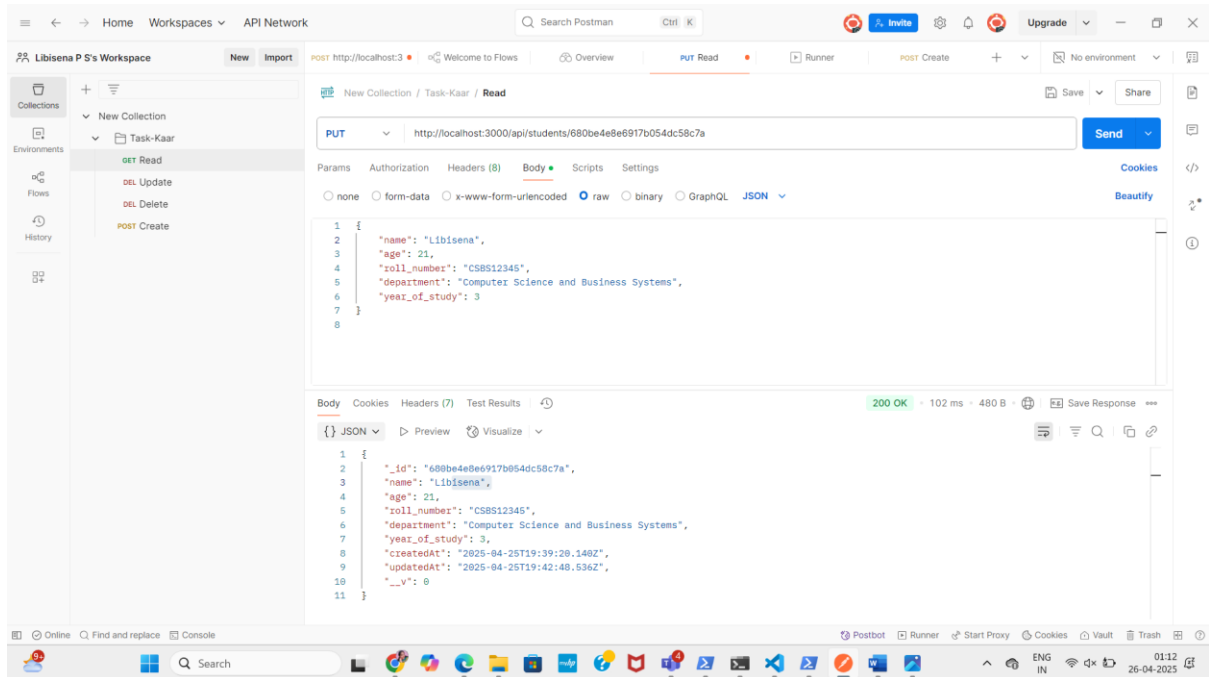 Home Workspaces API Network Search Postman Ctrl K Invite Upgrade
Libisena P S's Workspace New Import POST http://localhost:3 Welcome to Flows Overview PUT Read Runner POST Create No environment
Collections
Environments
Flows
History
New Collection
Task-Kaar
GET Read
DEL Update
DEL Delete
POST Create
HTTP New Collection / Task-Kaar / Read Save Share
PUT http://localhost:3000/api/students/680be4e8e6917b054dc58c7a Send
Params Authorization Headers (8) Body Scripts Settings Cookies
none form-data x-www-form-urlencoded raw binary GraphQL JSON Beautify
1 {
2 "name": "Libisena",
3 "age": 21,
4 "roll_number": "CSBS12345",
5 "department": "Computer Science and Business Systems",
6 "year_of_study": 3
7 }
8
Body Cookies Headers (7) Test Results 200 OK 102 ms 480 B Save Response
{} JSON Preview Visualize
1 {
2 "_id": "680be4e8e6917b054dc58c7a",
3 "name": "Libisena",
4 "age": 21,
5 "roll_number": "CSBS12345",
6 "department": "Computer Science and Business Systems",
7 "year_of_study": 3,
8 "createdAt": "2025-04-25T19:39:20.140Z",
9 "updatedAt": "2025-04-25T19:42:48.536Z",
10 "__v": 0
11 }
Online Find and replace Console Postbot Runner Start Proxy Cookies Vault Trash
9+ Search 4 ENG 01:12
IN 26-04-2025